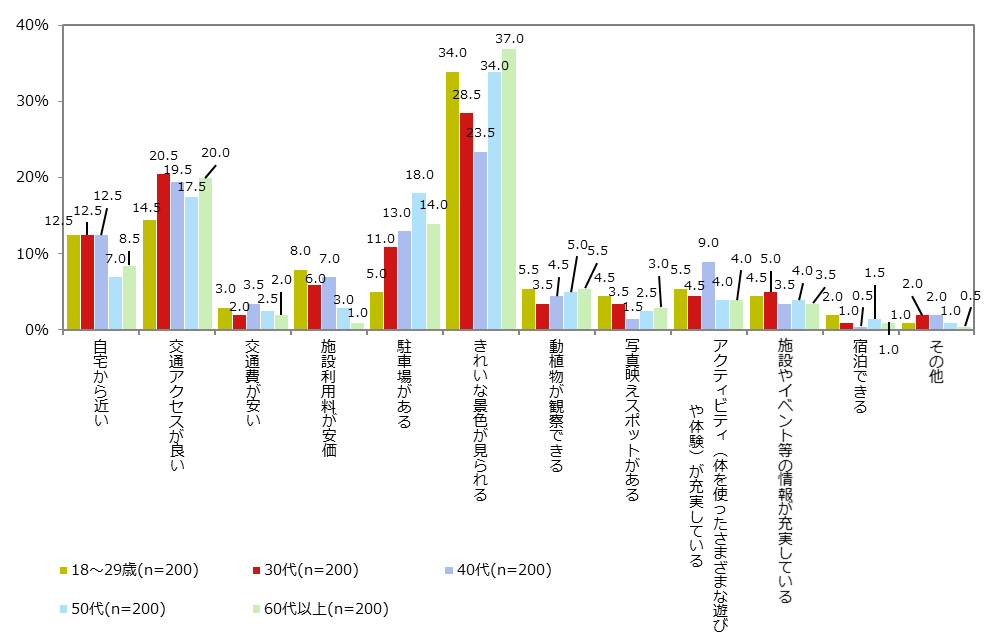 40%
30%
20%
10%
0%
12.5 12.5 12.5 7.0 8.5
14.5 20.5 19.5 17.5 20.0
3.0 2.0 3.5 2.5 2.0
8.0 6.0 7.0 3.0 1.0
5.0 11.0 13.0 18.0 14.0
34.0 28.5 23.5 34.0 37.0
5.5 3.5 4.5 5.0 5.5
4.5 3.5 1.5 2.5 3.0
5.5 4.5 9.0 4.0 4.0
4.5 5.0 3.5 4.0 3.5
2.0 1.0 0.5 1.5 1.0
1.0 2.0 2.0 1.0 0.5
自宅から近い
交通アクセスが良い
交通費が安い
施設利用料が安価
駐車場がある
きれいな景色が見られる
動植物が観察できる
写真映えスポットがある
アクティビティ（体を使ったさまざまな遊び
や体験）が充実している
施設やイベント等の情報が充実している
宿泊できる
その他
18～29歳(n=200)
30代(n=200)
40代(n=200)
50代(n=200)
60代以上(n=200)